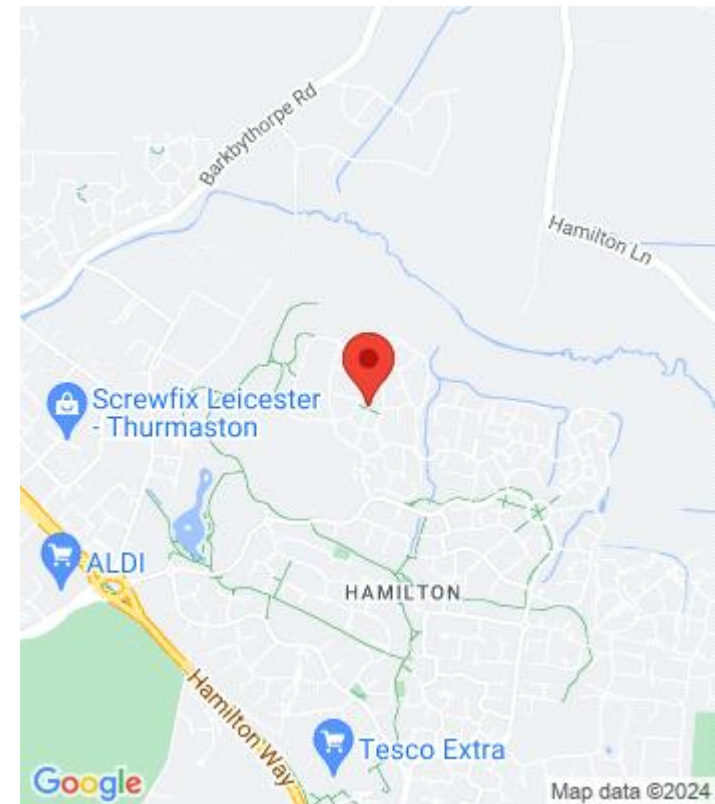 Barkbythorpe Rd
Hamilton Ln
Screwfix Leicester
- Thurmaston
ALDI
HAMILTON
Hamilton Way
Tesco Extra
Google
Map data ©2024